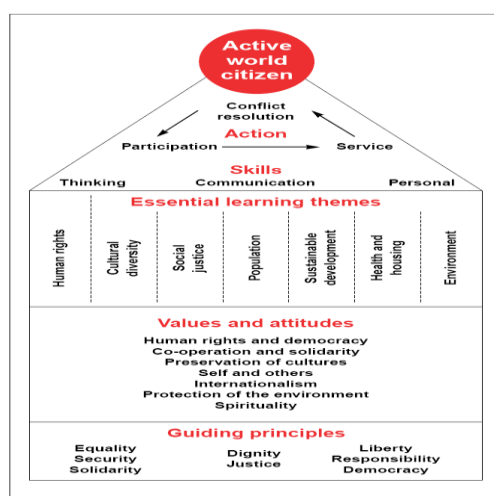 Active
world
citizen
Conflict
resolution
Action
Participation
Service
Skills
Thinking
Communication
Personal
Essential learning themes
Human rights
Cultural
diversity
Social
justice
Population
Sustainable
development
Health and
housing
Environment
Values and attitudes
Human rights and democracy
Co-operation and solidarity
Preservation of cultures
Self and others
Internationalism
Protection of the environment
Spirituality
Guiding principles
Equality
Security
Solidarity
Dignity
Justice
Liberty
Responsibility
Democracy